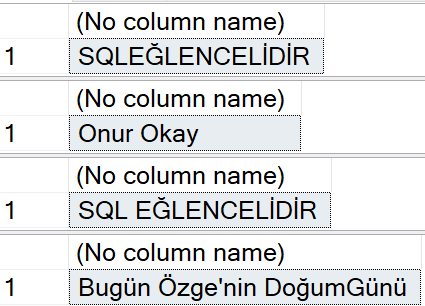 (No column name)
1 SQLEĞLENCELİDİR
(No column name)
1 Onur Okay
(No column name)
1 SQL EĞLENCELİDİR
(No column name)
1 Bugün Özge'nin DoğumGünü